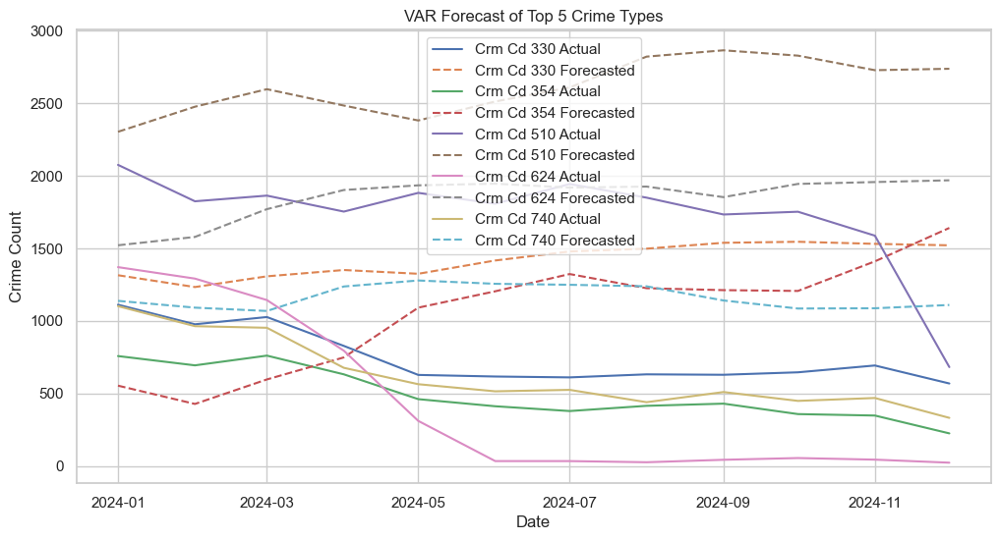 VAR Forecast of Top 5 Crime Types
3000
2500
2000
1500
1000
500
0
Crime Count
Crm Cd 330 Actual
Crm Cd 330 Forecasted
Crm Cd 354 Actual
Crm Cd 354 Forecasted
Crm Cd 510 Actual
Crm Cd 510 Forecasted
Crm Cd 624 Actual
Crm Cd 624 Forecasted
Crm Cd 740 Actual
Crm Cd 740 Forecasted
2024-01 2024-03 2024-05 2024-07 2024-09 2024-11
Date